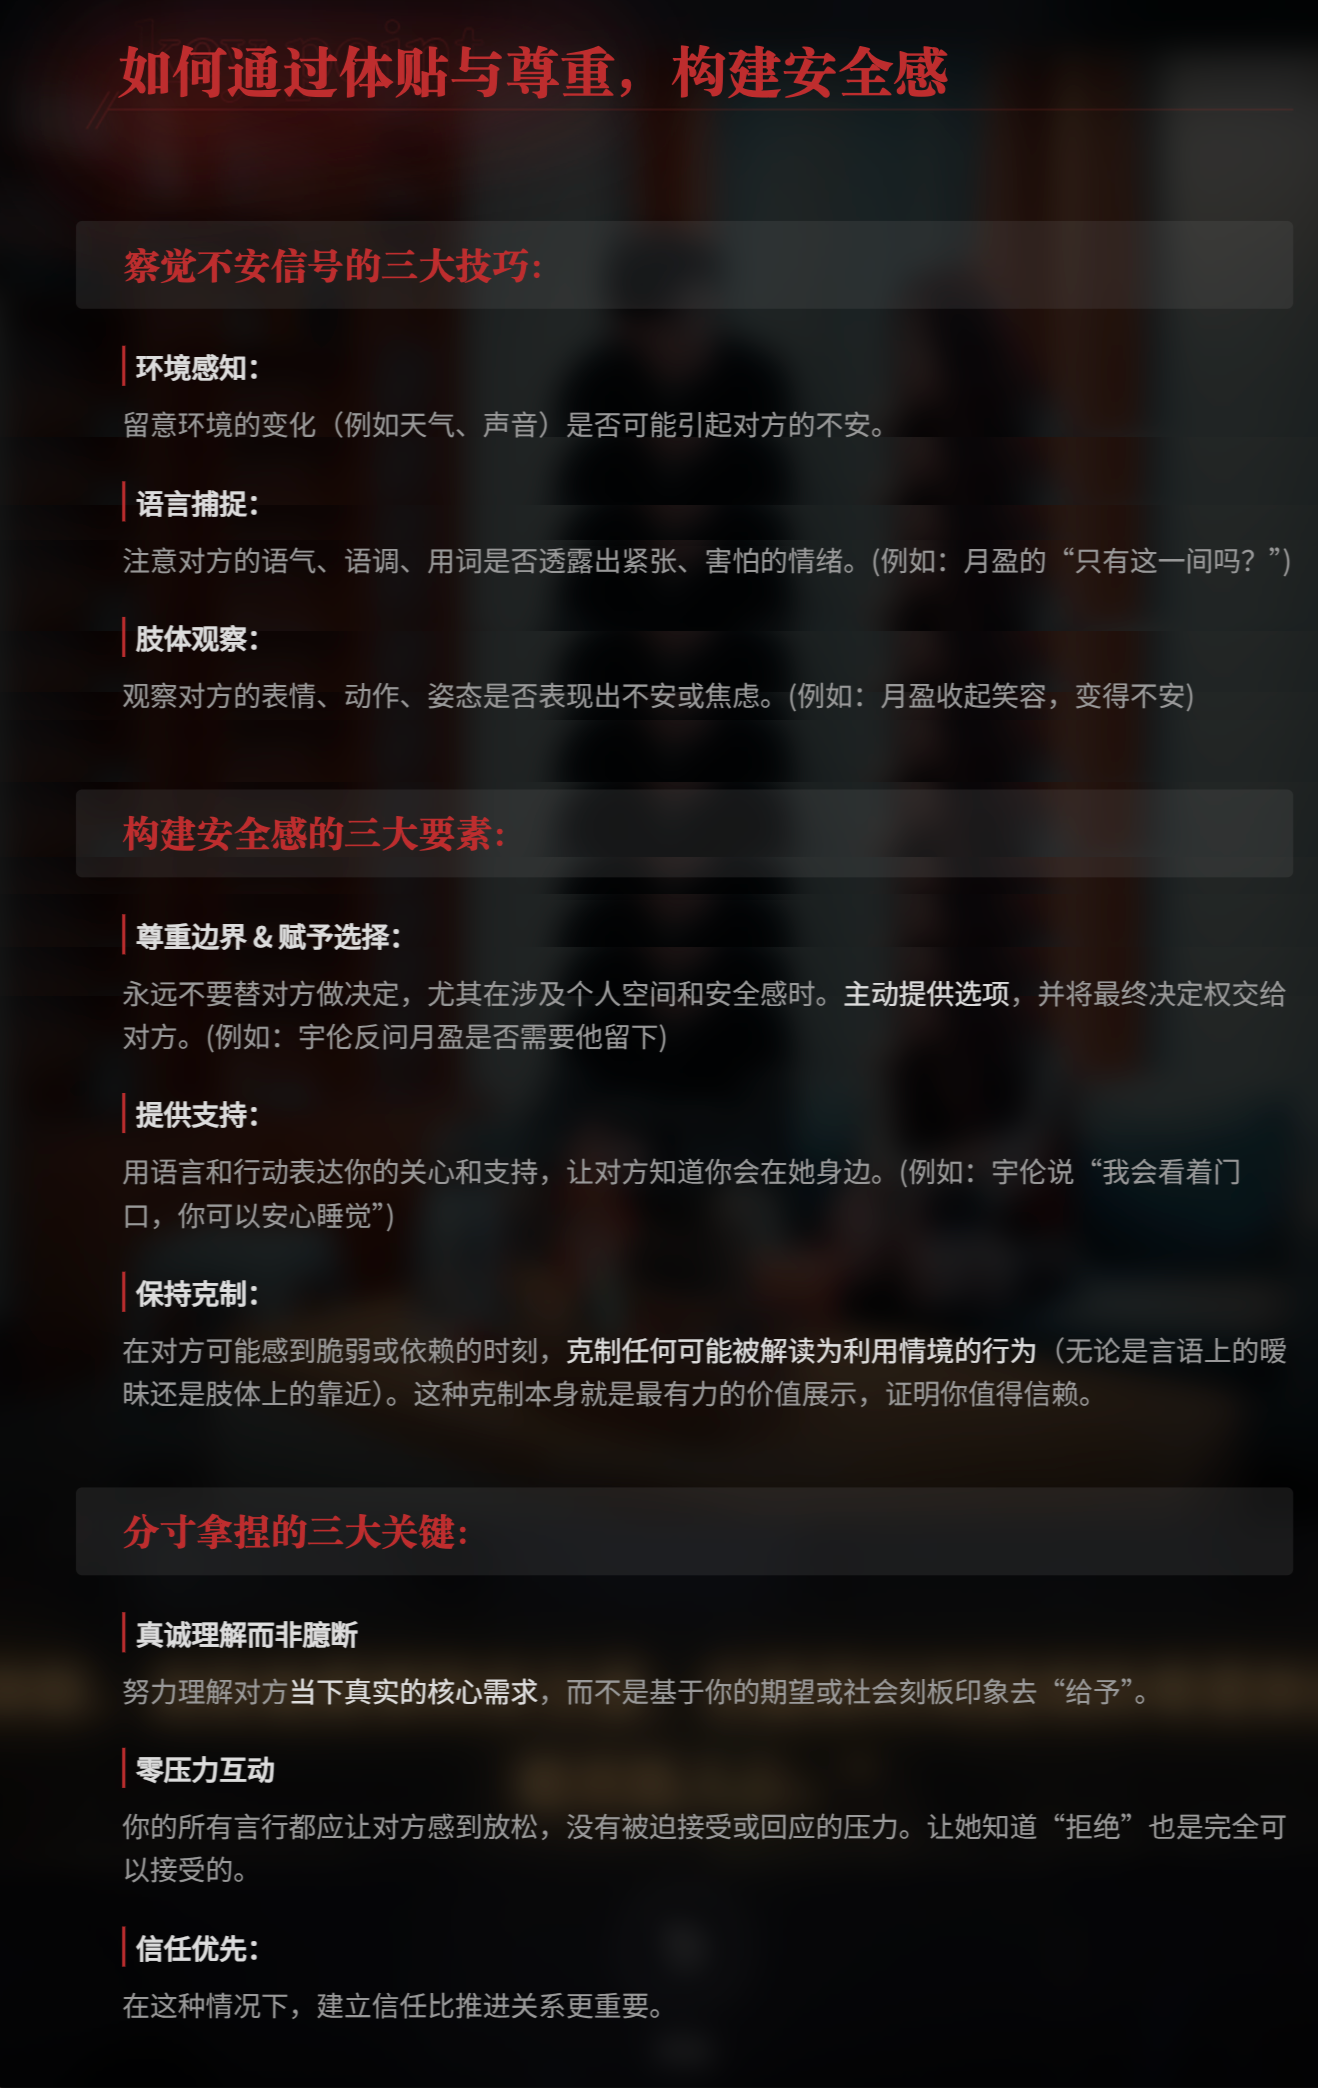 key point
如何通过体贴与尊重，构建安全感
察觉不安信号的三大技巧：
环境感知：
留意环境的变化（例如天气、声音）是否可能引起对方的不安。
语言捕捉：
注意对方的语气、语调、用词是否透露出紧张、害怕的情绪。(例如：月盈的“只有这一间吗？”)
肢体观察：
观察对方的表情、动作、姿态是否表现出不安或焦虑。(例如：月盈收起笑容，变得不安)
构建安全感的三大要素：
尊重边界 & 赋予选择：
永远不要替对方做决定，尤其在涉及个人空间和安全感时。主动提供选项，并将最终决定权交给
对方。(例如：宇伦反问月盈是否需要他留下)
提供支持：
用语言和行动表达你的关心和支持，让对方知道你会在她身边。(例如：宇伦说“我会看着门
口，你可以安心睡觉”)
保持克制：
在对方可能感到脆弱或依赖的时刻，克制任何可能被解读为利用情境的行为（无论是言语上的暧
昧还是肢体上的靠近）。这种克制本身就是最有力的价值展示，证明你值得信赖。
分寸拿捏的三大关键：
真诚理解而非臆断
努力理解对方当下真实的核心需求，而不是基于你的期望或社会刻板印象去“给予”。
零压力互动
你的所有言行都应让对方感到放松，没有被迫接受或回应的压力。让她知道“拒绝”也是完全可
以接受的。
信任优先：
在这种情况下，建立信任比推进关系更重要。